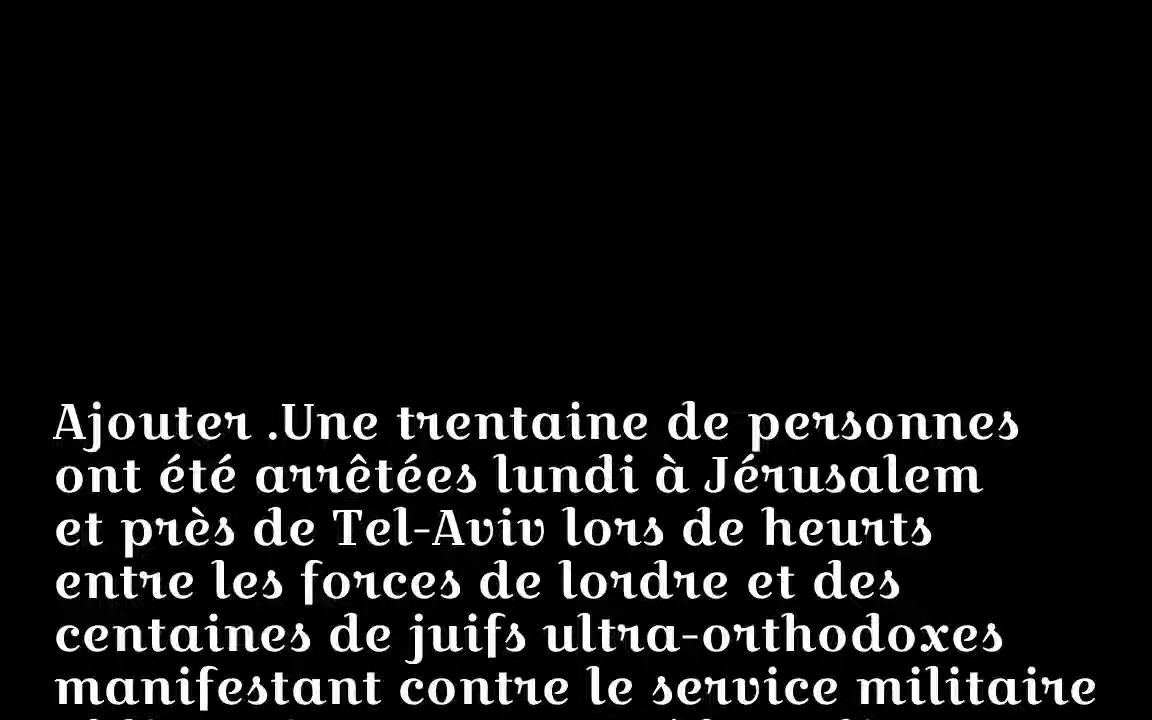 Ajouter .Une trentaine de personnes
ont été arrêtées lundi à Jérusalem
et près de Tel-Aviv lors de heurts
entre les forces de lordre et des
centaines de juifs ultra-orthodoxes
manifestant contre le service militaire